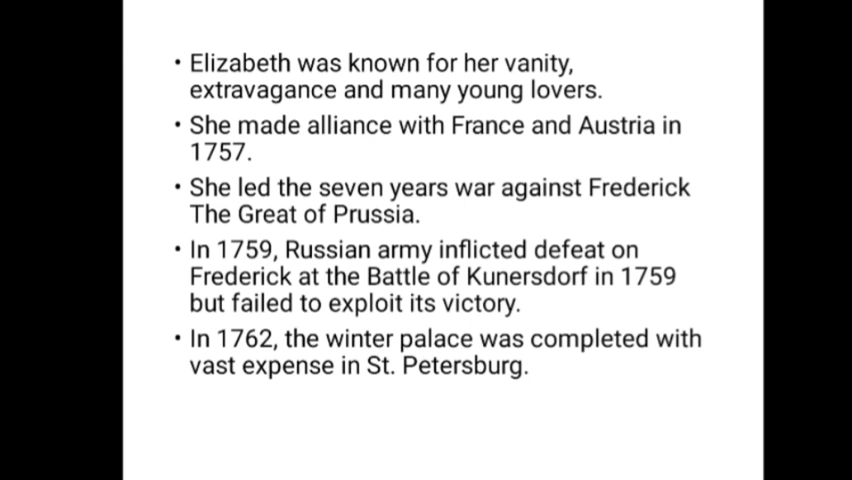 • Elizabeth was known for her vanity,
extravagance and many young lovers.
• She made alliance with France and Austria in
1757.
• She led the seven years war against Frederick
The Great of Prussia.
• In 1759, Russian army inflicted defeat on
Frederick at the Battle of Kunersdorf in 1759
but failed to exploit its victory.
• In 1762, the winter palace was completed with
vast expense in St. Petersburg.